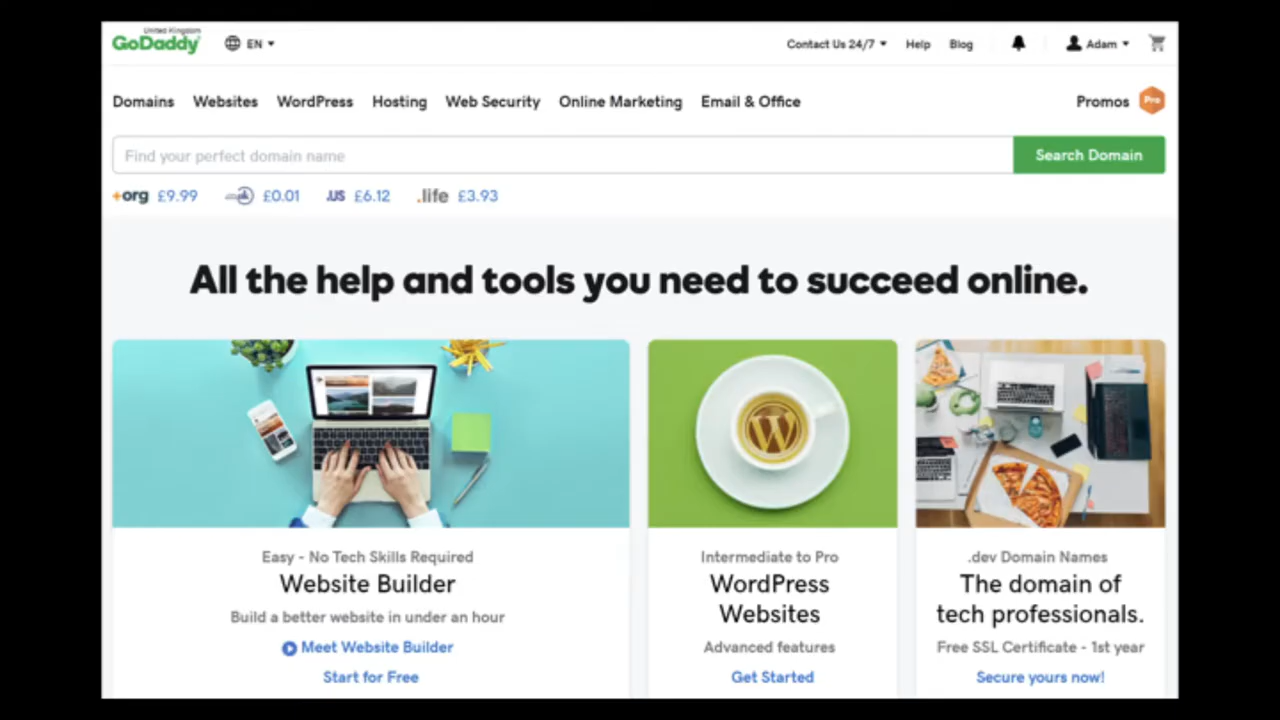 United Kingdom
GoDaddy
EN
Contact Us 24/7
Help
Blog
Adam
Domains
Websites
WordPress
Hosting
Web Security
Online Marketing
Email & Office
Promos
Pro
Find your perfect domain name
Search Domain
+org £9.99
£0.01
.US £6.12
.life £3.93
All the help and tools you need to succeed online.
W
Easy - No Tech Skills Required
Website Builder
Build a better website in under an hour
Meet Website Builder
Start for Free
Intermediate to Pro
WordPress
Websites
Advanced features
Get Started
.dev Domain Names
The domain of
tech professionals.
Free SSL Certificate - 1st year
Secure yours now!